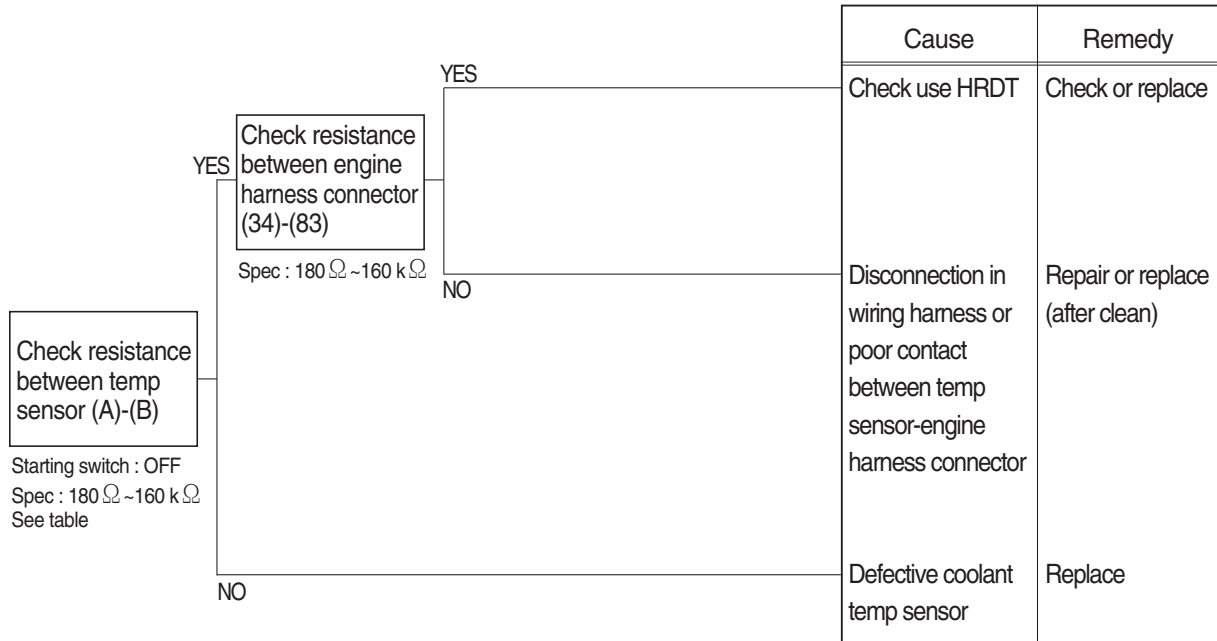 Cause
Remedy
YES
Check use HRDT
Check or replace
Check resistance
between engine
harness connector
(34)-(83)
YES
Spec : 180 Ω ~160 k Ω
NO
Disconnection in
wiring harness or
poor contact
between temp
sensor-engine
harness connector
Repair or replace
(after clean)
Check resistance
between temp
sensor (A)-(B)
Starting switch : OFF
Spec : 180 Ω ~160 k Ω
See table
NO
Defective coolant
temp sensor
Replace